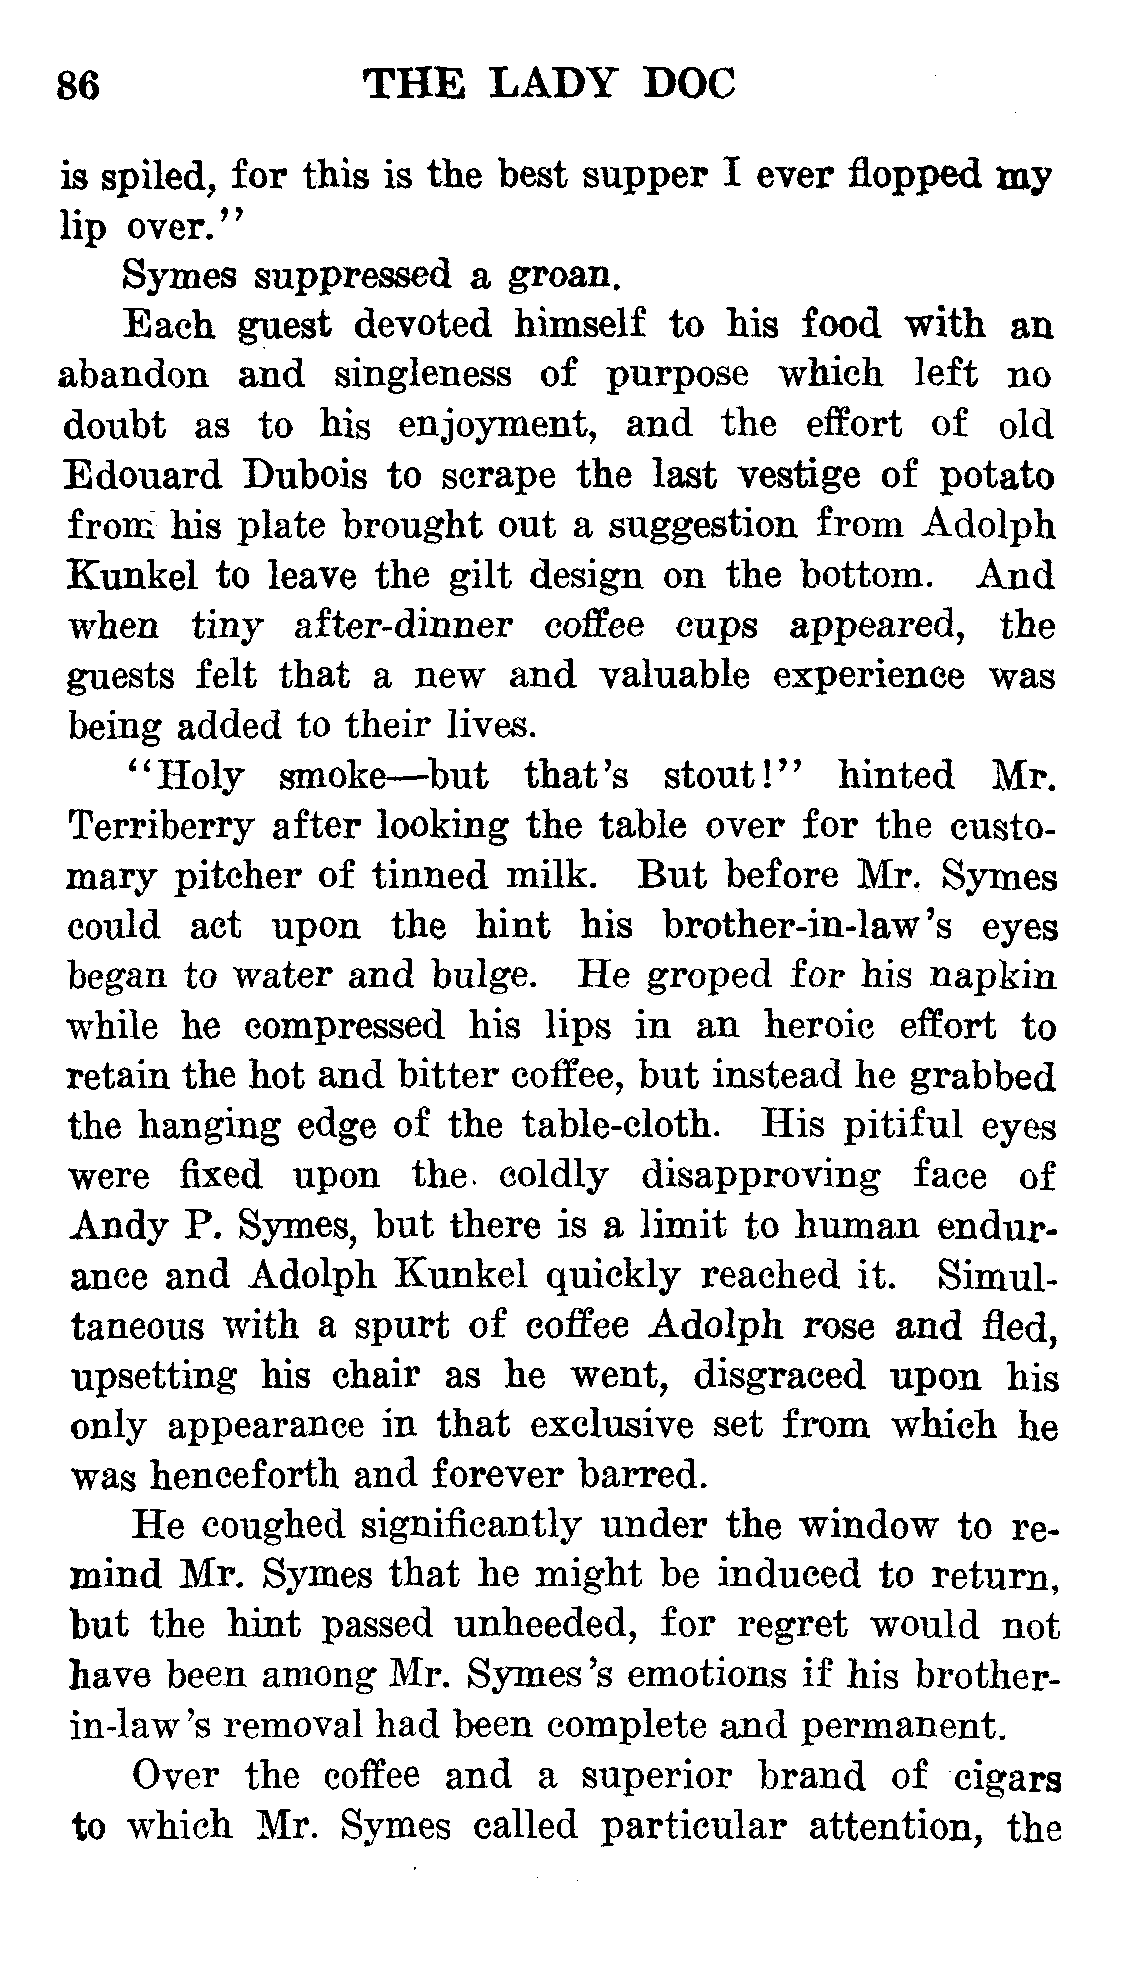 86 THE LADY DOC
is spiled, for this is the best supper I ever flopped my
lip over.''
Symes suppressed a groan.
Each guest devoted himself to his food with an
abandon and singleness of purpose which left no
doubt as to his enjoyment, and the effort of old
Edouard Dubois to scrape the last vestige of potato
from his plate brought out a suggestion from Adolph
Kunkel to leave the gilt design on the bottom. And
when tiny after-dinner coffee cups appeared, the
guests felt that a new and valuable experience was
being added to their lives.
``Holy smoke—but that's stout!'' hinted Mr.
Terriberry after looking the table over for the custo-
mary pitcher of tinned milk. But before Mr. Symes
could act upon the hint his brother-in-law's eyes
began to water and bulge. He groped for his napkin
while he compressed his lips in an heroic effort to
retain the hot and bitter coffee, but instead he grabbed
the hanging edge of the table-cloth. His pitiful eyes
were fixed upon the coldly disapproving face of
Andy P. Symes, but there is a limit to human endur-
ance and Adolph Kunkel quickly reached it. Simul-
taneous with a spurt of coffee Adolph rose and fled,
upsetting his chair as he went, disgraced upon his
only appearance in that exclusive set from which he
was henceforth and forever barred.
He coughed significantly under the window to re-
mind Mr. Symes that he might be induced to return,
but the hint passed unheeded, for regret would not
have been among Mr. Symes's emotions if his brother-
in-law's removal had been complete and permanent.
Over the coffee and a superior brand of cigars
to which Mr. Symes called particular attention, the